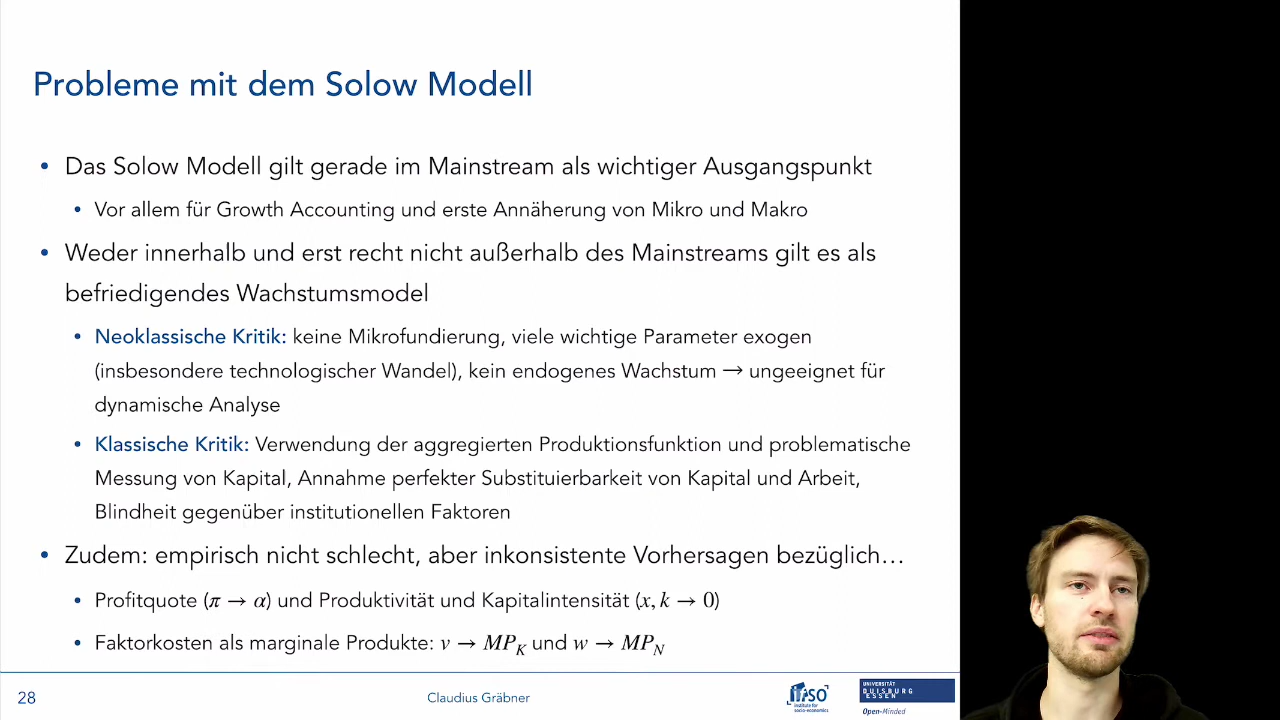 Probleme mit dem Solow Modell
• Das Solow Modell gilt gerade im Mainstream als wichtiger Ausgangspunkt
• Vor allem für Growth Accounting und erste Annäherung von Mikro und Makro
• Weder innerhalb und erst recht nicht außerhalb des Mainstreams gilt es als
befriedigendes Wachstumsmodel
• Neoklassische Kritik: keine Mikrofundierung, viele wichtige Parameter exogen
(insbesondere technologischer Wandel), kein endogenes Wachstum → ungeeignet für
dynamische Analyse
• Klassische Kritik: Verwendung der aggregierten Produktionsfunktion und problematische
Messung von Kapital, Annahme perfekter Substituierbarkeit von Kapital und Arbeit,
Blindheit gegenüber institutionellen Faktoren
• Zudem: empirisch nicht schlecht, aber inkonsistente Vorhersagen bezüglich…
• Profitquote (π → α) und Produktivität und Kapitalintensität (x, k → 0)
• Faktorkosten als marginale Produkte: v → MP_K und w → MP_N
28
Claudius Gräbner
ifso
institute for
socio-economics
UNIVERSITÄT
DUISBURG
ESSEN
Open-Minded